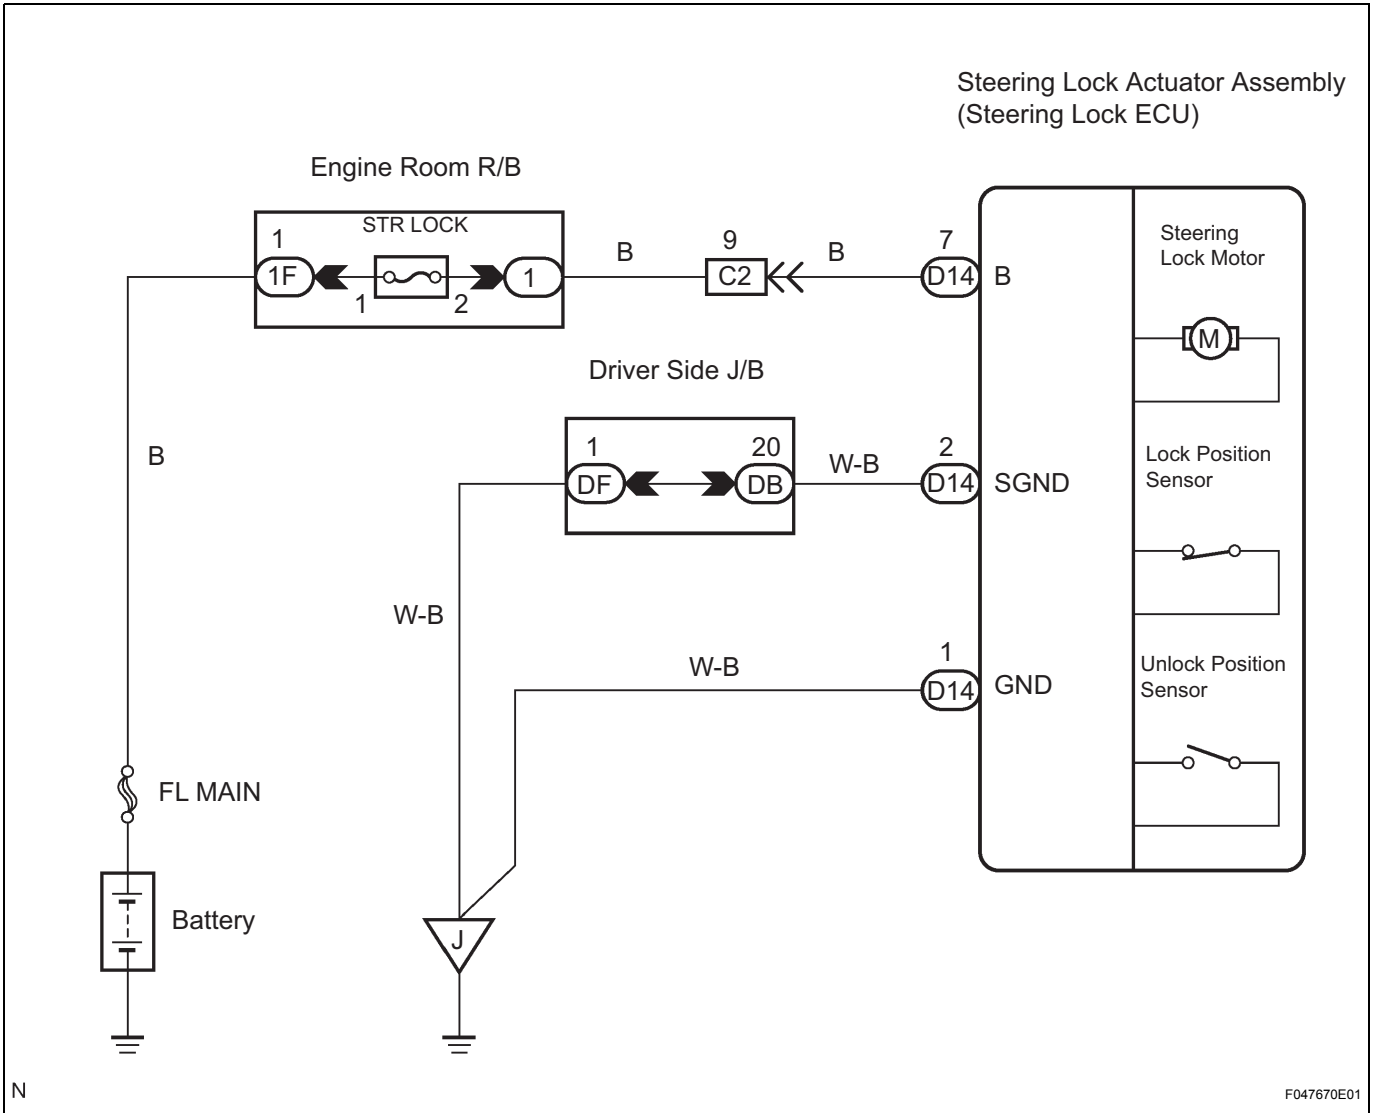 Steering Lock Actuator Assembly
(Steering Lock ECU)
Engine Room R/B
STR LOCK
1
1F
1
2
1
B
9
C2
B
7
D14
B
Steering
Lock Motor
M
Driver Side J/B
1
DF
20
DB
W-B
2
D14
SGND
Lock Position
Sensor
B
W-B
W-B
1
D14
GND
Unlock Position
Sensor
FL MAIN
Battery
J
N
F047670E01